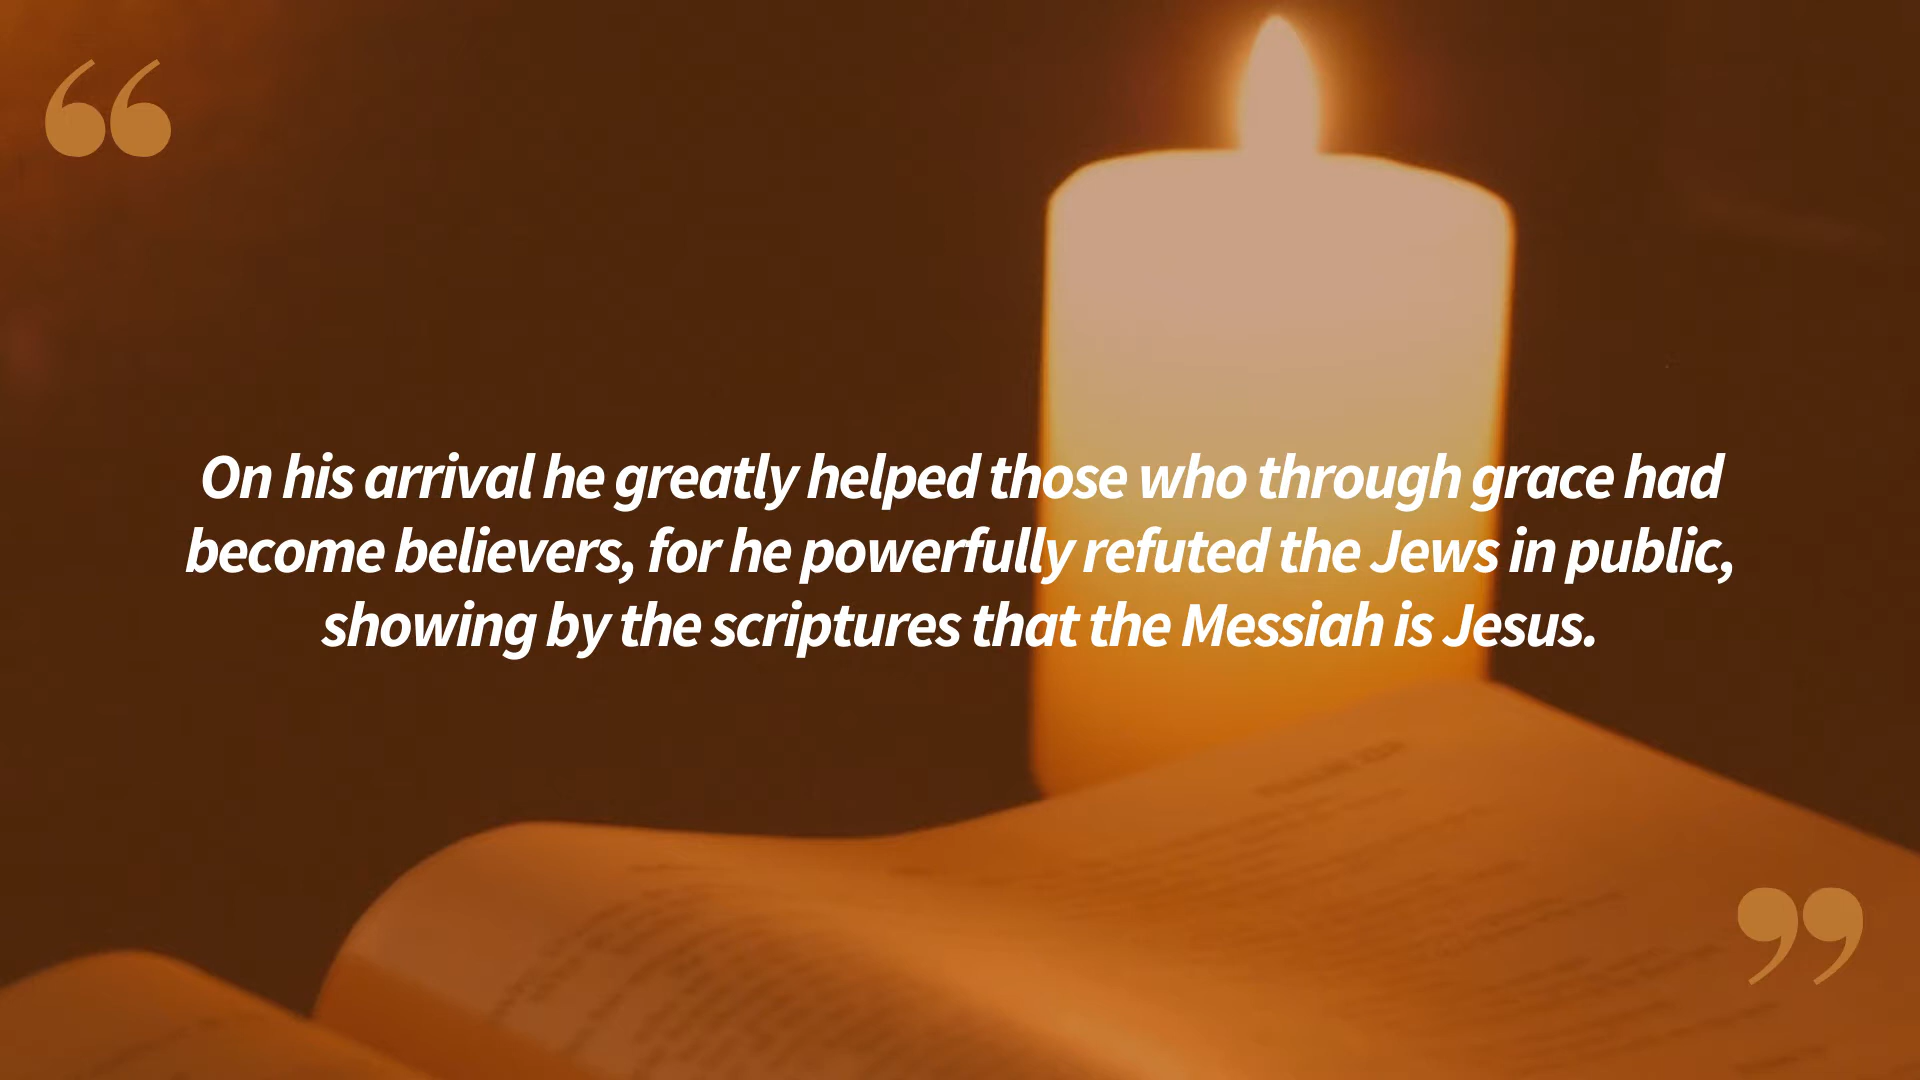 “
On his arrival he greatly helped those who through grace had
become believers, for he powerfully refuted the Jews in public,
showing by the scriptures that the Messiah is Jesus.
”